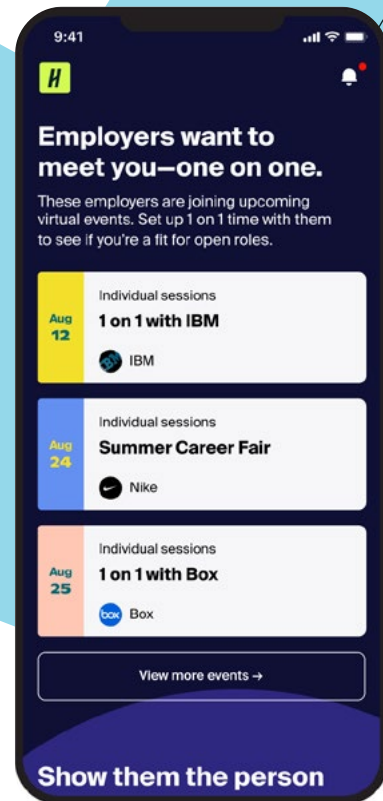 9:41
H
Employers want to
meet you—one on one.
These employers are joining upcoming
virtual events. Set up 1 on 1 time with them
to see if you're a fit for open roles.
Aug
12
Individual sessions
1 on 1 with IBM
IBM
IBM
Aug
24
Individual sessions
Summer Career Fair
Nike
Aug
25
Individual sessions
1 on 1 with Box
box
Box
View more events →
Show them the person